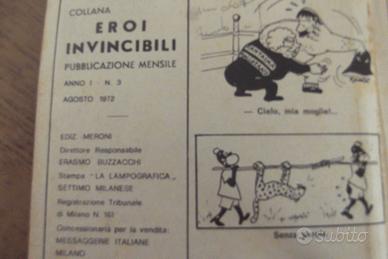 COLLANA
EROI
INVINCIBILI
PUBBLICAZIONE MENSILE
ANNO I - N. 3
AGOSTO 1972
EDIZ. MERONI
Direttore Responsabile
ERASMO BUZZACCHI
Stampa "LA LAMPOGRAFICA"
SETTIMO MILANESE
Registrazione Tribunale
di Milano N. 161
Concessionaria per la vendita:
MESSAGGERIE ITALIANE
MILANO
— Cielo, mia moglie!...
Senza
subito